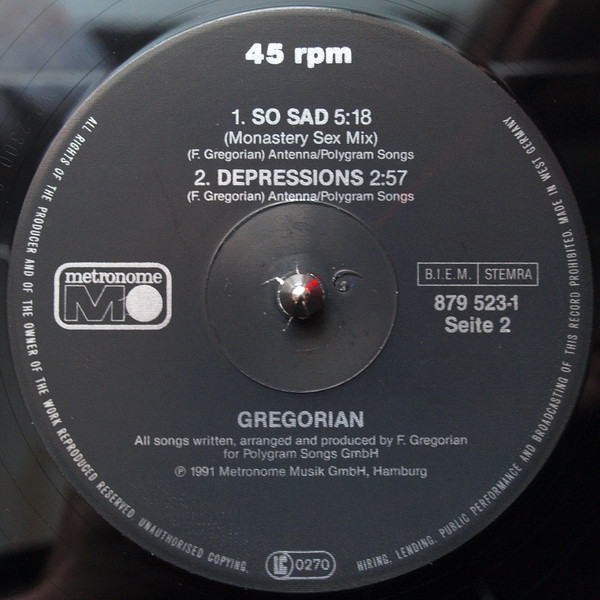 45 rpm
1. SO SAD 5:18
(Monastery Sex Mix)
(F. Gregorian) Antenna/Polygram Songs
2. DEPRESSIONS 2:57
(F. Gregorian) Antenna/Polygram Songs
metronome
M
B.I.E.M. STEMRA
879 523-1
Seite 2
GREGORIAN
All songs written, arranged and produced by F. Gregorian
for Polygram Songs GmbH
℗ 1991 Metronome Musik GmbH, Hamburg
LC 0270
ALL RIGHTS OF THE PRODUCER AND OF THE OWNER OF THE WORK REPRODUCED RESERVED. UNAUTHORISED COPYING, HIRING, LENDING, PUBLIC PERFORMANCE AND BROADCASTING OF THIS RECORD PROHIBITED. MADE IN WEST GERMANY